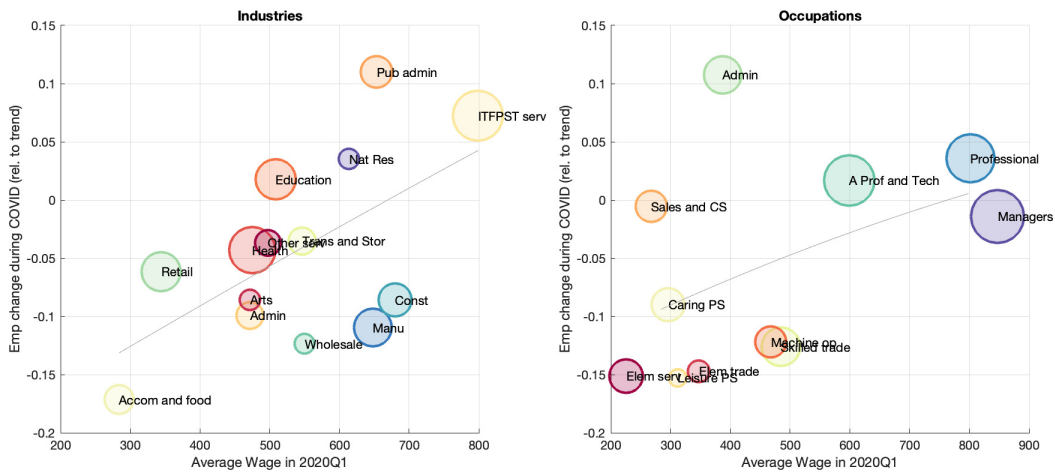 Industries
Emp change during COVID (rel. to trend)
0.15
0.1
0.05
0
-0.05
-0.1
-0.15
-0.2
Pub admin
ITFPST serv
Nat Res
Education
Other serv
Trans and Stor
Health
Retail
Arts
Const
Admin
Manu
Wholesale
Accom and food
200 300 400 500 600 700 800
Average Wage in 2020Q1
Occupations
Emp change during COVID (rel. to trend)
0.15
0.1
0.05
0
-0.05
-0.1
-0.15
-0.2
Admin
Professional
A Prof and Tech
Sales and CS
Managers
Caring PS
Machine op
Skilled trade
Elem trade
Elem serv
Leisure PS
200 300 400 500 600 700 800 900
Average Wage in 2020Q1